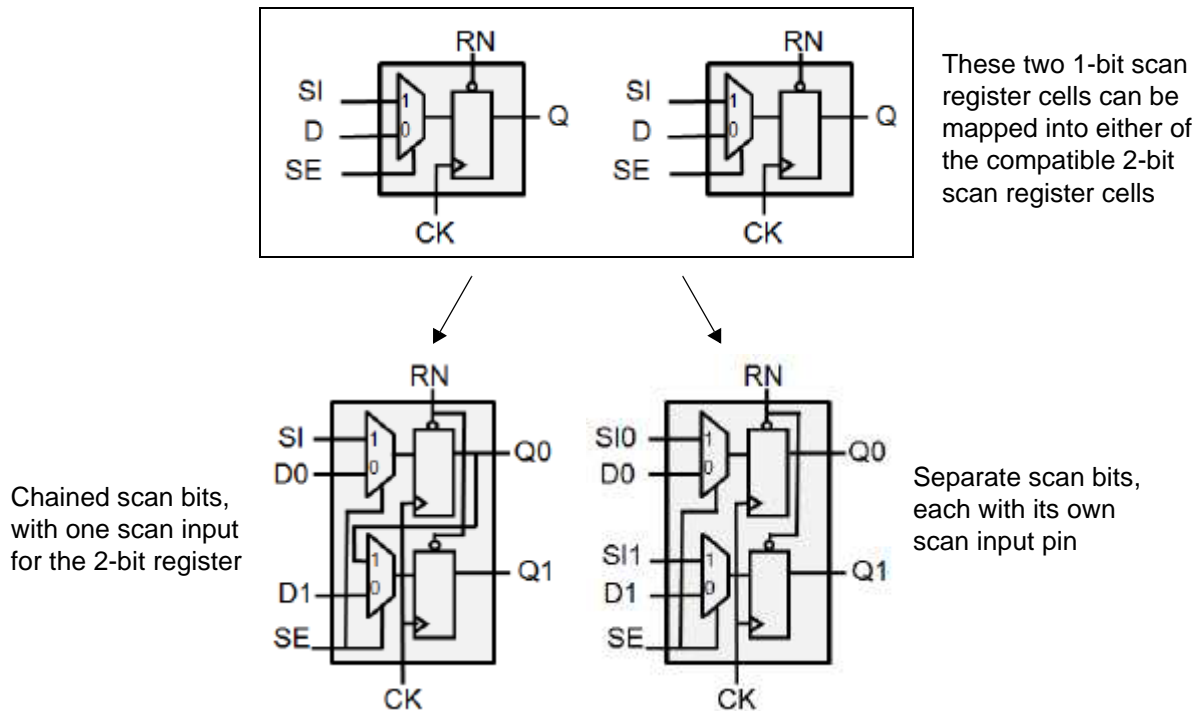 RN
SI
1
D
0
SE
Q
CK
RN
SI
1
D
0
SE
Q
CK
These two 1-bit scan
register cells can be
mapped into either of
the compatible 2-bit
scan register cells
RN
SI
1
D0
0
Q0
1
0
D1
Q1
SE
CK
Chained scan bits,
with one scan input
for the 2-bit register
RN
SI0
1
D0
0
Q0
SI1
1
D1
0
Q1
SE
CK
Separate scan bits,
each with its own
scan input pin